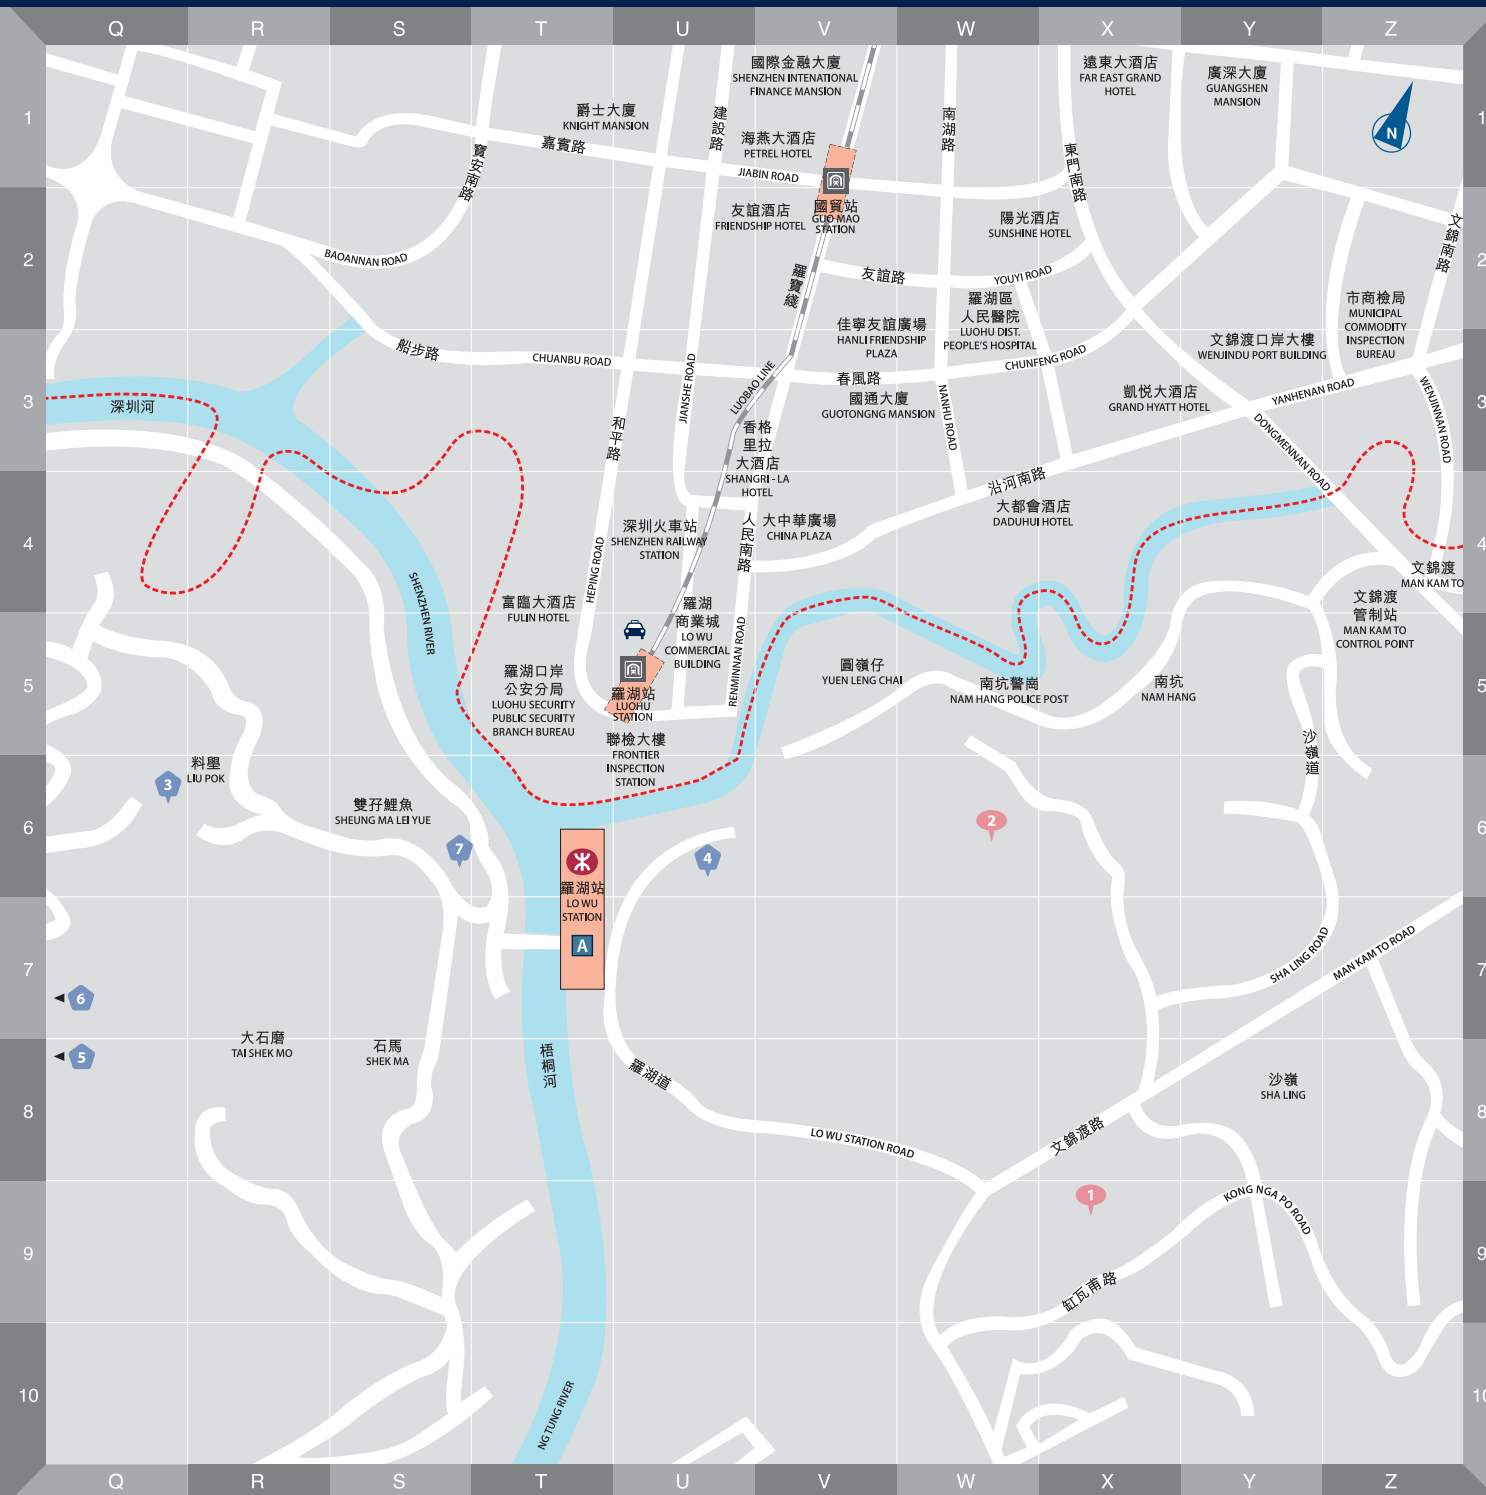 Q R S T U V W X Y Z
1
2
3
4
5
6
7
8
9
10
國際金融大廈
SHENZHEN INTENATIONAL
FINANCE MANSION
遠東大酒店
FAR EAST GRAND
HOTEL
廣深大廈
GUANGSHEN
MANSION
N
爵士大廈
KNIGHT MANSION
建設路
海燕大酒店
PETREL HOTEL
南湖路
嘉賓路
JIABIN ROAD
東門南路
寶安南路
友誼酒店
FRIENDSHIP HOTEL
國貿站
GUO MAO
STATION
陽光酒店
SUNSHINE HOTEL
文錦南路
BAOANNAN ROAD
羅寶綫
友誼路
YOUYI ROAD
羅湖區
人民醫院
LUOHU DIST.
PEOPLE'S HOSPITAL
市商檢局
MUNICIPAL
COMMODITY
INSPECTION
BUREAU
佳寧友誼廣場
HANLI FRIENDSHIP
PLAZA
文錦渡口岸大樓
WENJINDU PORT BUILDING
船步路
CHUANBU ROAD
JIANSHE ROAD
LUOBAO LINE
春風路
CHUNFENG ROAD
國通大廈
GUOTONGNG MANSION
NANHU ROAD
凱悦大酒店
GRAND HYATT HOTEL
YANHENAN ROAD
WENJINNAN ROAD
DONGMENNAN ROAD
深圳河
和平路
香格
里拉
大酒店
SHANGRI - LA
HOTEL
沿河南路
大都會酒店
DADUHUI HOTEL
深圳火車站
SHENZHEN RAILWAY
STATION
人民南路
大中華廣場
CHINA PLAZA
HEPING ROAD
SHENZHEN RIVER
文錦渡
MAN KAM TO
富臨大酒店
FULIN HOTEL
羅湖
商業城
LO WU
COMMERCIAL
BUILDING
RENMINNAN ROAD
文錦渡
管制站
MAN KAM TO
CONTROL POINT
羅湖口岸
公安分局
LUOHU SECURITY
PUBLIC SECURITY
BRANCH BUREAU
羅湖站
LUOHU
STATION
圓嶺仔
YUEN LENG CHAI
南坑警崗
NAM HANG POLICE POST
南坑
NAM HANG
聯檢大樓
FRONTIER
INSPECTION
STATION
沙嶺道
料壆
LIU POK
3
雙孖鯉魚
SHEUNG MA LEI YUE
7
4
2
羅湖站
LO WU
STATION
A
SHA LING ROAD
MAN KAM TO ROAD
6
5
大石磨
TAI SHEK MO
石馬
SHEK MA
梧桐河
羅湖道
沙嶺
SHA LING
LO WU STATION ROAD
文錦渡路
1
KONG NGA PO ROAD
缸瓦甫路
NG TUNG RIVER
1
2
3
4
5
6
7
8
9
10
Q R S T U V W X Y Z